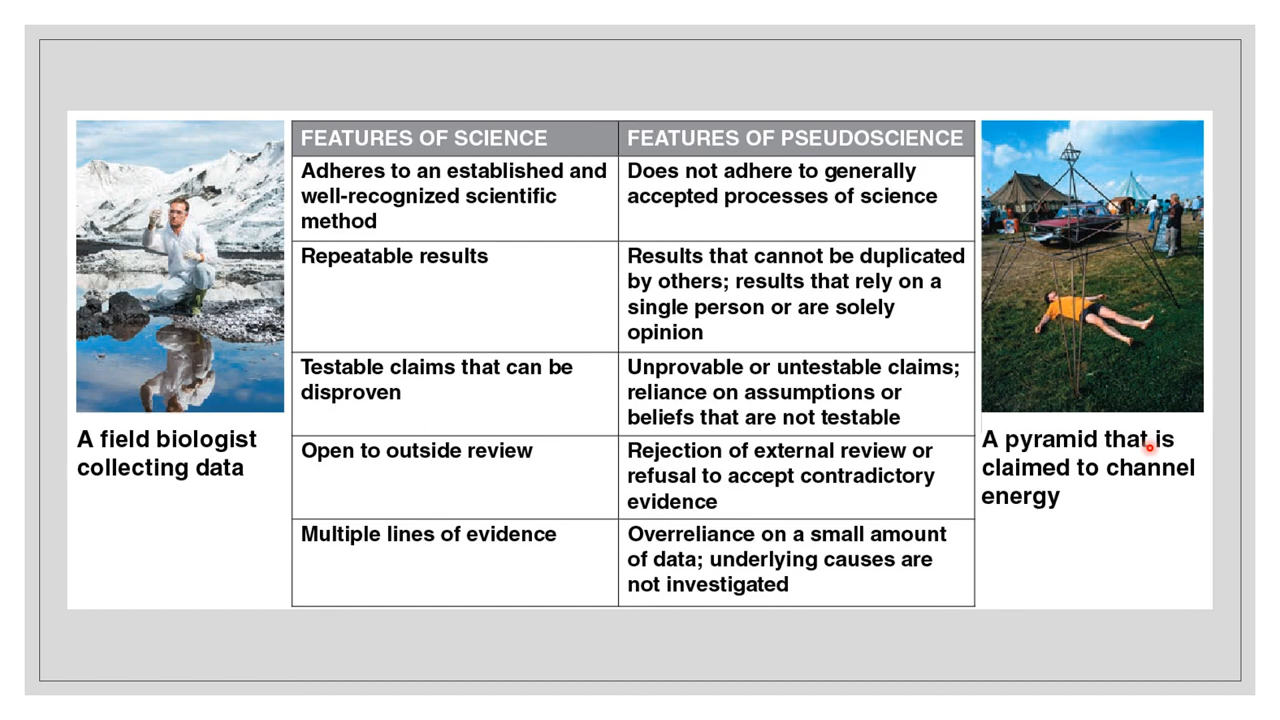 FEATURES OF SCIENCE
FEATURES OF PSEUDOSCIENCE
Adheres to an established and
well-recognized scientific
method
Does not adhere to generally
accepted processes of science
Repeatable results
Results that cannot be duplicated
by others; results that rely on a
single person or are solely
opinion
Testable claims that can be
disproven
Unprovable or untestable claims;
reliance on assumptions or
beliefs that are not testable
Open to outside review
Rejection of external review or
refusal to accept contradictory
evidence
Multiple lines of evidence
Overreliance on a small amount
of data; underlying causes are
not investigated
A field biologist
collecting data
A pyramid that is
claimed to channel
energy